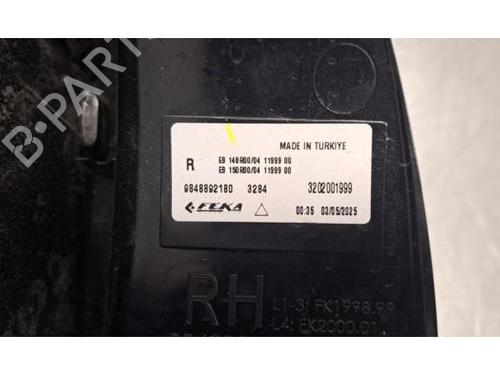 B-PARTS
MADE IN TURKIYE
R E9 148R00/04 11999 00
E9 150R00/04 11999 00
9848892180 3284 3202001999
FEKA 00:35 03/05/2025
RH L1-3: FK1998.99
L4: FK2000.01